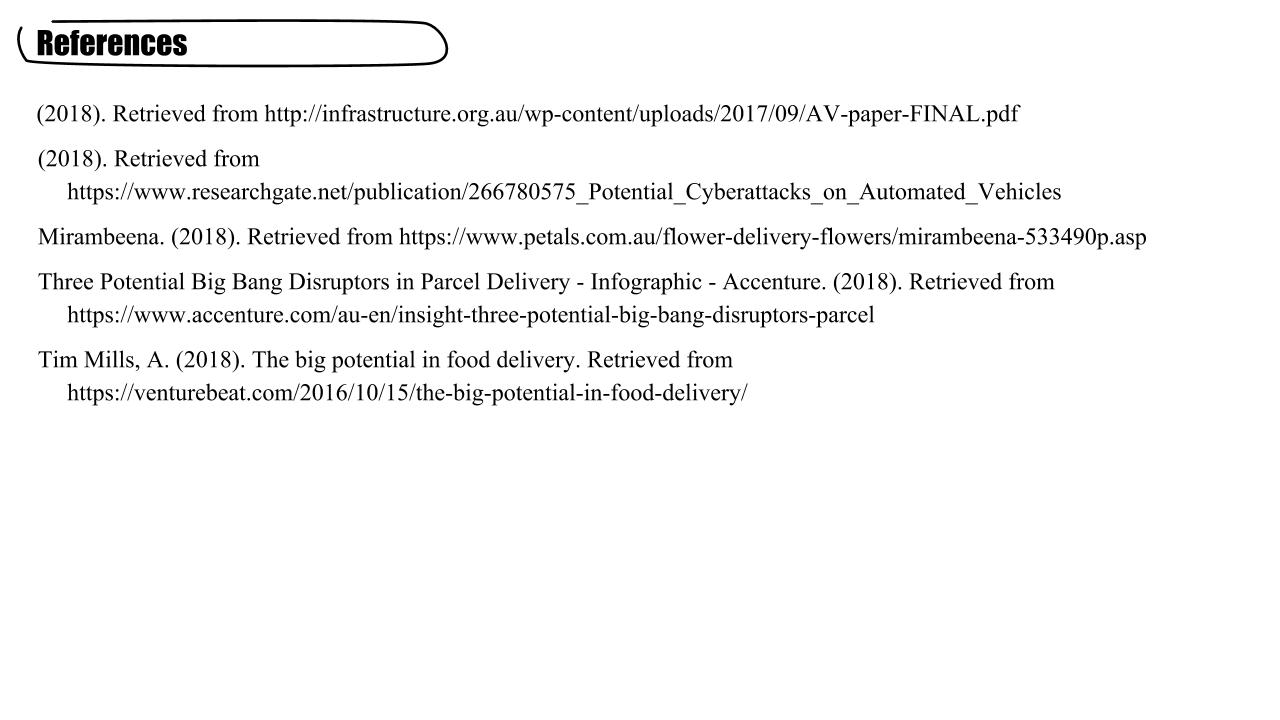 References
(2018). Retrieved from http://infrastructure.org.au/wp-content/uploads/2017/09/AV-paper-FINAL.pdf
(2018). Retrieved from
https://www.researchgate.net/publication/266780575_Potential_Cyberattacks_on_Automated_Vehicles
Mirambeena. (2018). Retrieved from https://www.petals.com.au/flower-delivery-flowers/mirambeena-533490p.asp
Three Potential Big Bang Disruptors in Parcel Delivery - Infographic - Accenture. (2018). Retrieved from
https://www.accenture.com/au-en/insight-three-potential-big-bang-disruptors-parcel
Tim Mills, A. (2018). The big potential in food delivery. Retrieved from
https://venturebeat.com/2016/10/15/the-big-potential-in-food-delivery/